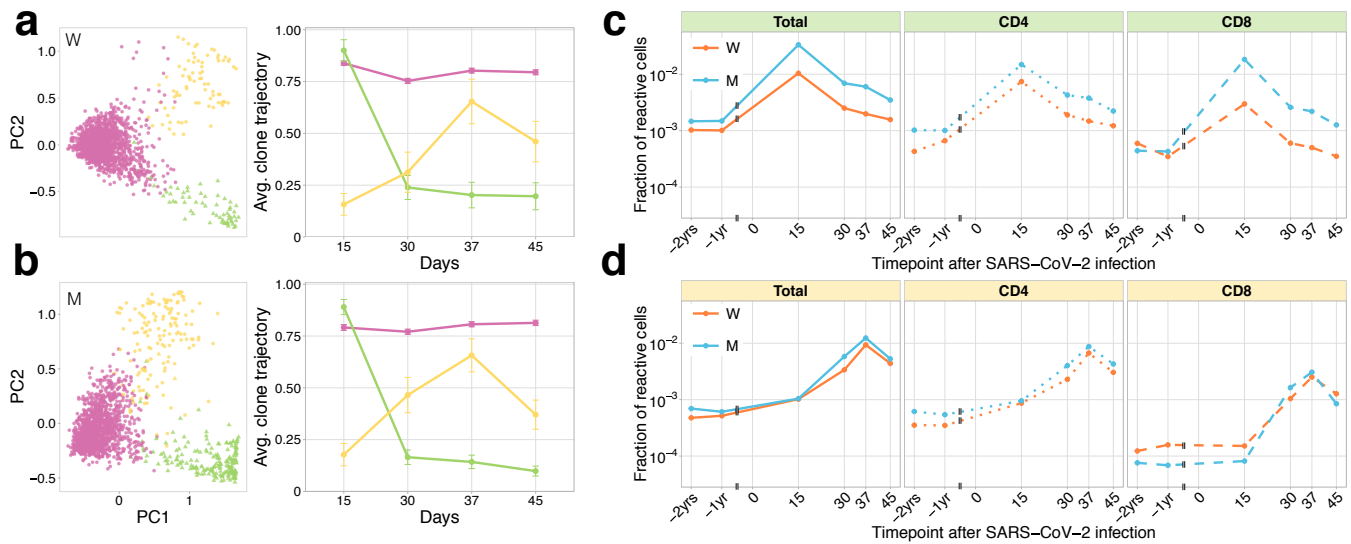 a
W
PC2
1.0
0.5
0.0
−0.5
Avg. clone trajectory
1.00
0.75
0.50
0.25
0
15 30 37 45
Days
b
M
PC2
1.0
0.5
0.0
−0.5
0 1
PC1
Avg. clone trajectory
1.00
0.75
0.50
0.25
0
15 30 37 45
Days
c
Total CD4 CD8
W
M
Fraction of reactive cells
10−2
10−3
10−4
−2yrs −1yr 0 15 30 37 45 −2yrs −1yr 0 15 30 37 45 −2yrs −1yr 0 15 30 37 45
Timepoint after SARS−CoV−2 infection
d
Total CD4 CD8
W
M
Fraction of reactive cells
10−2
10−3
10−4
−2yrs −1yr 0 15 30 37 45 −2yrs −1yr 0 15 30 37 45 −2yrs −1yr 0 15 30 37 45
Timepoint after SARS−CoV−2 infection